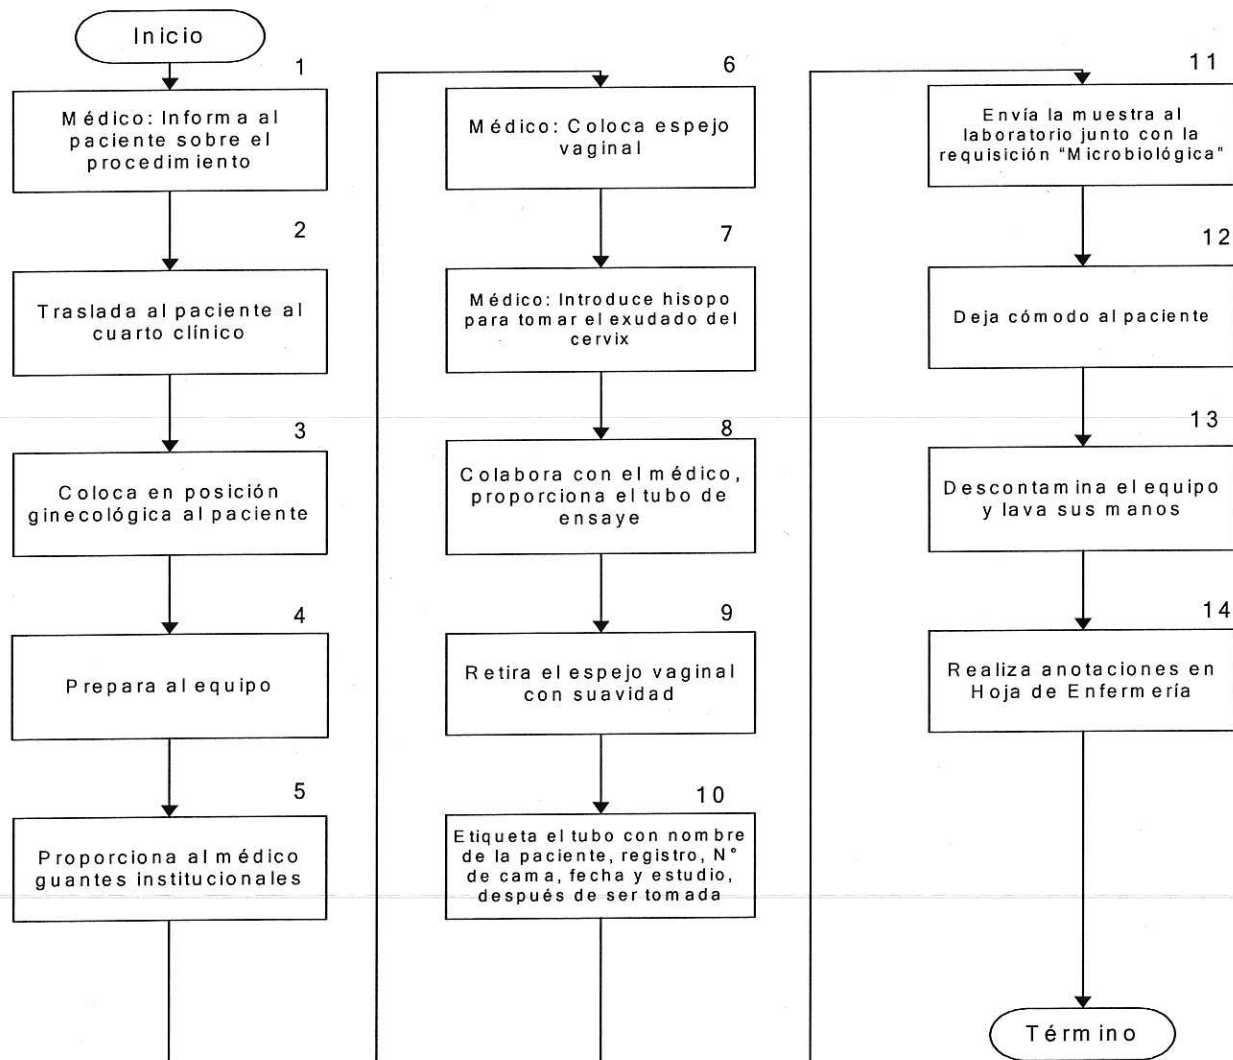 Inicio
1
Médico: Informa al
paciente sobre el
procedimiento
2
Traslada al paciente al
cuarto clínico
3
Coloca en posición
ginecológica al paciente
4
Prepara al equipo
5
Proporciona al médico
guantes institucionales
6
Médico: Coloca espejo
vaginal
7
Médico: Introduce hisopo
para tomar el exudado del
cervix
8
Colabora con el médico,
proporciona el tubo de
ensaye
9
Retira el espejo vaginal
con suavidad
10
Etiqueta el tubo con nombre
de la paciente, registro, N°
de cama, fecha y estudio,
después de ser tomada
11
Envía la muestra al
laboratorio junto con la
requisición "Microbiológica"
12
Deja cómodo al paciente
13
Descontamina el equipo
y lava sus manos
14
Realiza anotaciones en
Hoja de Enfermería
Término